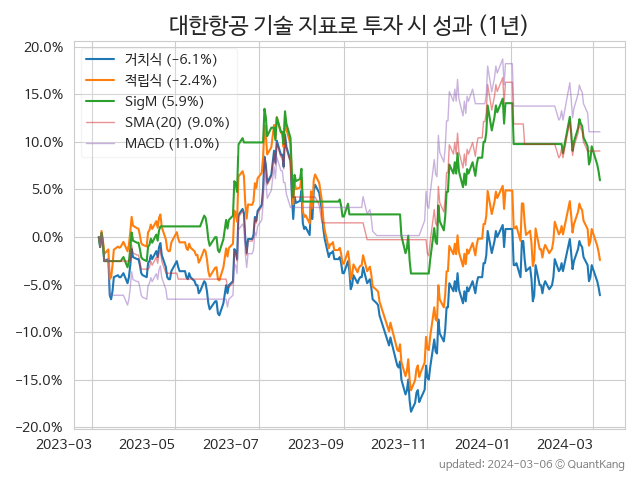 대한항공 기술 지표로 투자 시 성과 (1년)
20.0%
15.0%
10.0%
5.0%
0.0%
−5.0%
−10.0%
−15.0%
−20.0%
거치식 (−6.1%)
적립식 (−2.4%)
SigM (5.9%)
SMA(20) (9.0%)
MACD (11.0%)
2023−03 2023−05 2023−07 2023−09 2023−11 2024−01 2024−03
updated: 2024-03-06 ⓒ QuantKang